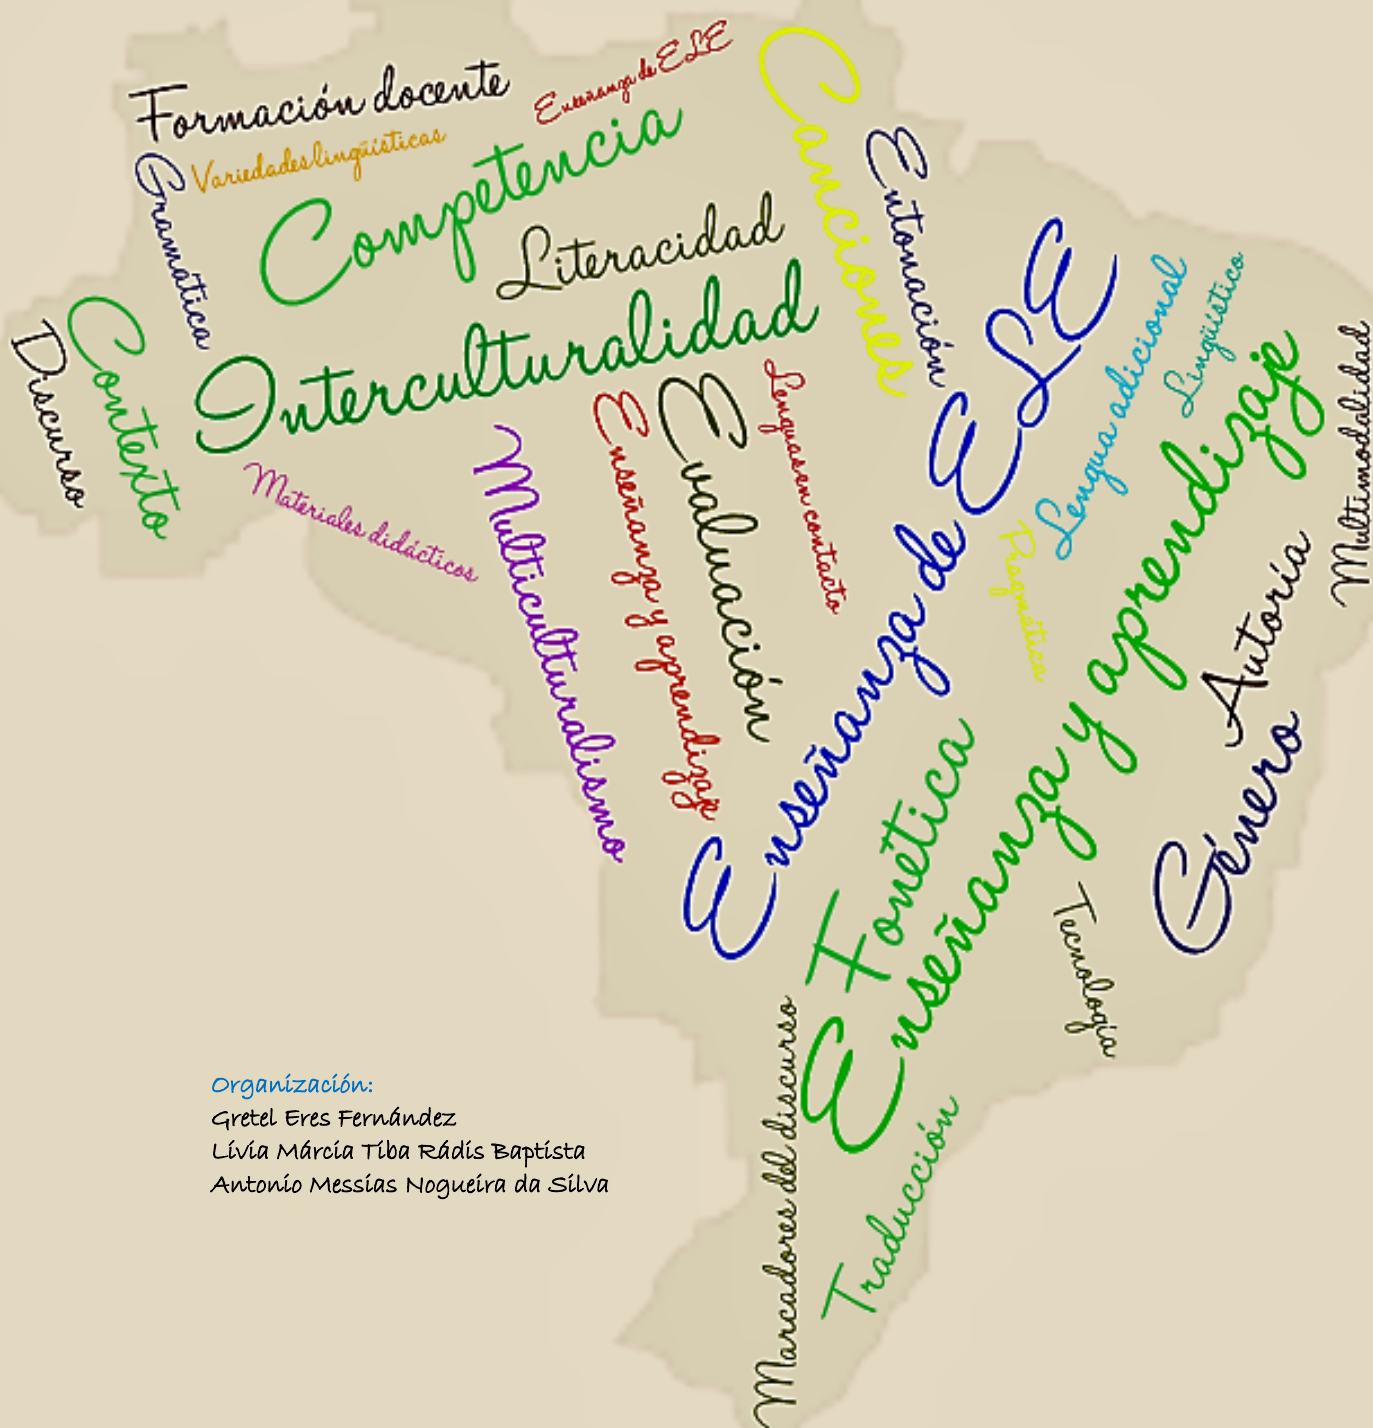 Formación docente
Enseñanza de ELE
Canciones
Variedades lingüísticas
Gramática
Competencia
Entonación
Literacidad
Interculturalidad
Contexto
Discurso
Enseñanza de ELE
Lengua adicional
Lingüístico
Multimodalidad
Materiales didácticos
Multiculturalismo
Enseñanza y aprendizaje
Evaluación
Lenguas en contacto
Pragmática
Enseñanza y aprendizaje
Autoría
Género
Fonética
Tecnología
Marcadores del discurso
Traducción
Organización:
Gretel Eres Fernández
Lívia Márcia Tiba Rádis Baptista
Antonio Messias Nogueira da Silva